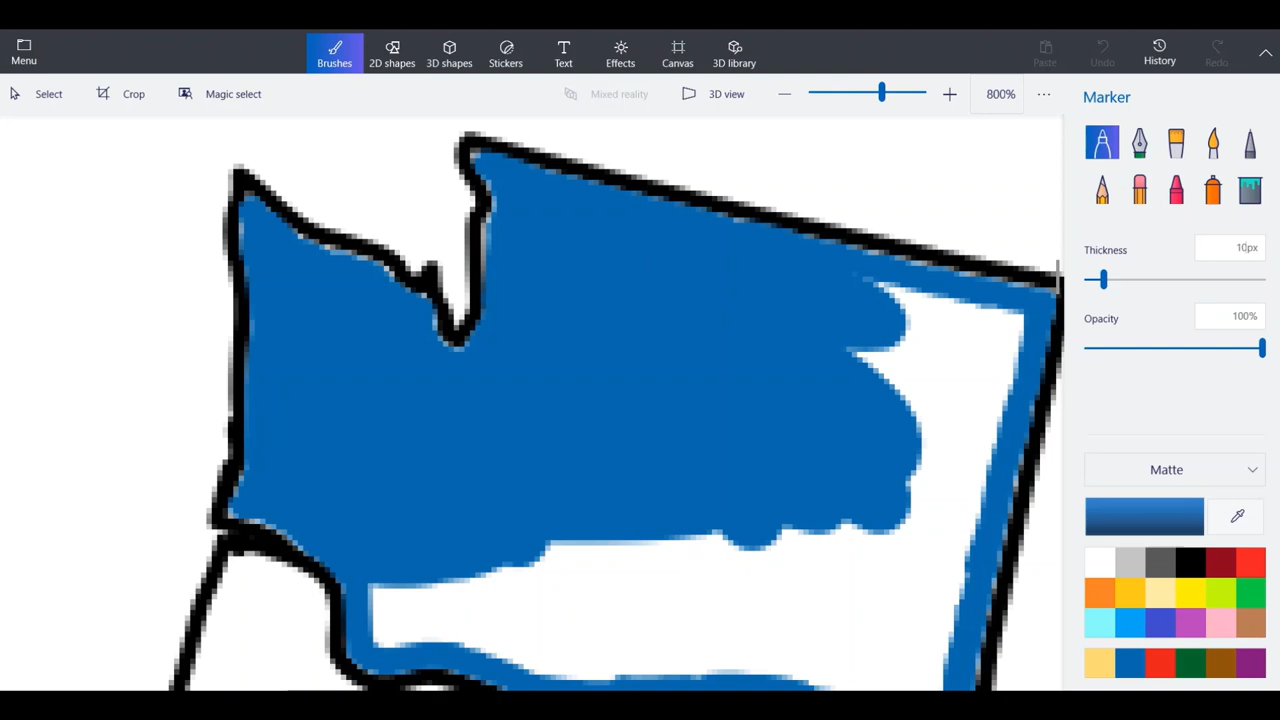 Menu
Brushes
2D shapes
3D shapes
Stickers
Text
Effects
Canvas
3D library
Paste
Undo
History
Redo
Select
Crop
Magic select
Mixed reality
3D view
800%
Marker
Thickness
10px
Opacity
100%
Matte